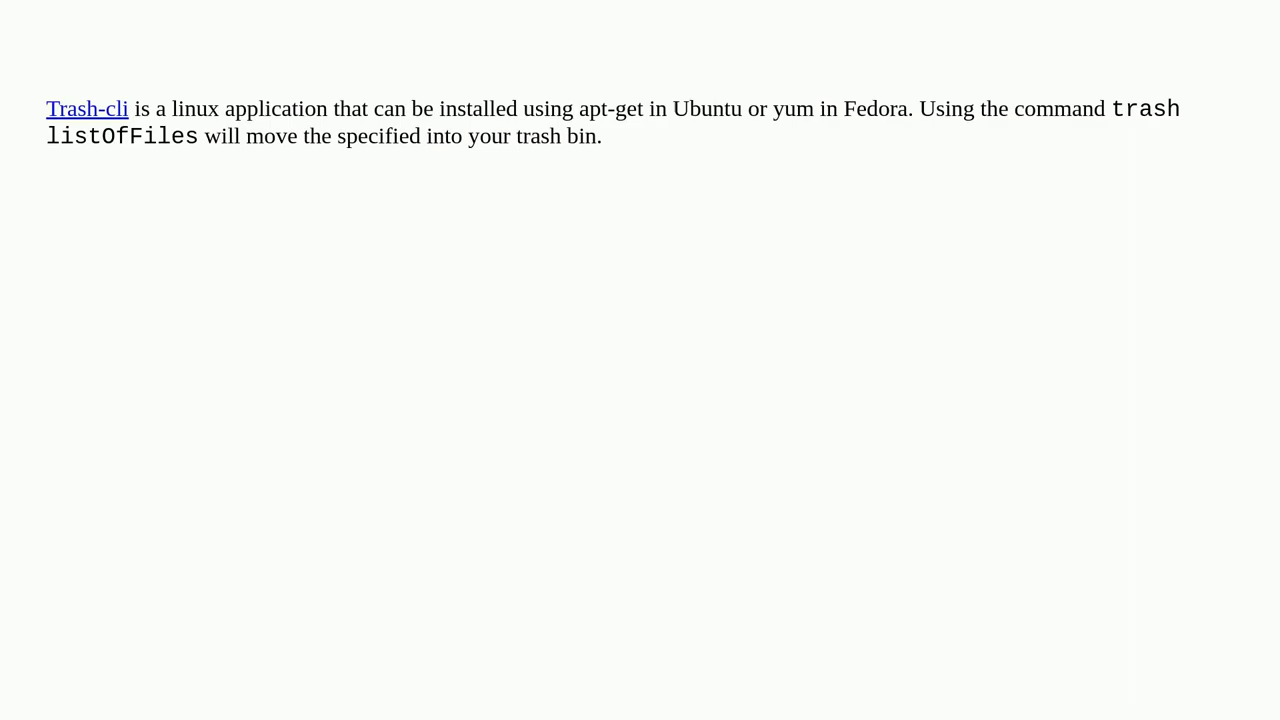 Trash-cli is a linux application that can be installed using apt-get in Ubuntu or yum in Fedora. Using the command trash
listOfFiles will move the specified into your trash bin.